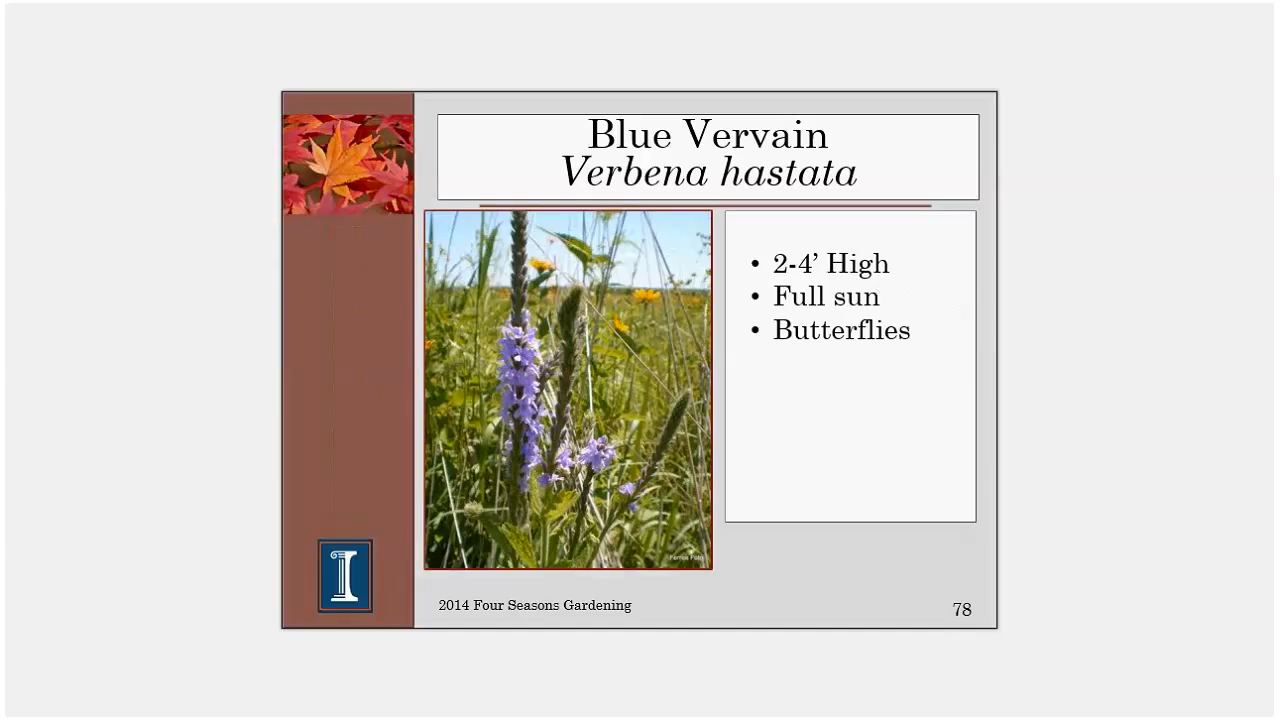 Blue Vervain
Verbena hastata
• 2-4’ High
• Full sun
• Butterflies
2014 Four Seasons Gardening
78